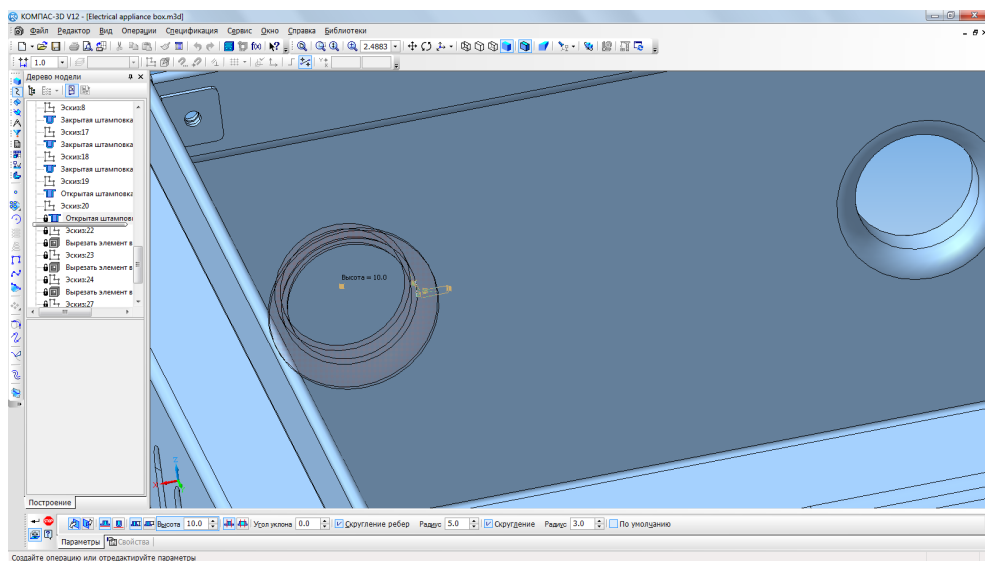 КОМПАС-3D V12 - [Electrical appliance box.m3d]
Файл Редактор Вид Операции Спецификация Сервис Окно Справка Библиотеки
2.4883
1.0
Дерево модели
Эскиз:8
Закрытая штамповка
Эскиз:17
Закрытая штамповка
Эскиз:18
Закрытая штамповка
Эскиз:19
Открытая штамповка
Эскиз:20
Открытая штампов
Эскиз:22
Вырезать элемент в
Эскиз:23
Вырезать элемент в
Эскиз:24
Вырезать элемент в
Эскиз:27
Высота = 10.0
Построение
Высота 10.0 Угол уклона 0.0 Скругление ребер Радиус 5.0 Скругление Радиус 3.0 По умолчанию
Параметры Свойства
Создайте операцию или отредактируйте параметры